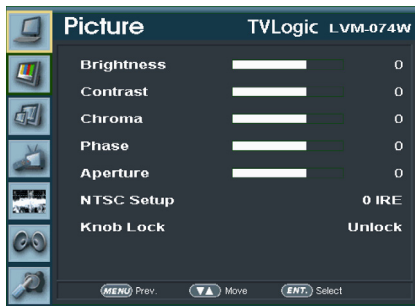 Picture TVLogic LVM-074W
Brightness 0
Contrast 0
Chroma 0
Phase 0
Aperture 0
NTSC Setup 0 IRE
Knob Lock Unlock
MENU Prev. ▼▲ Move ENT. Select